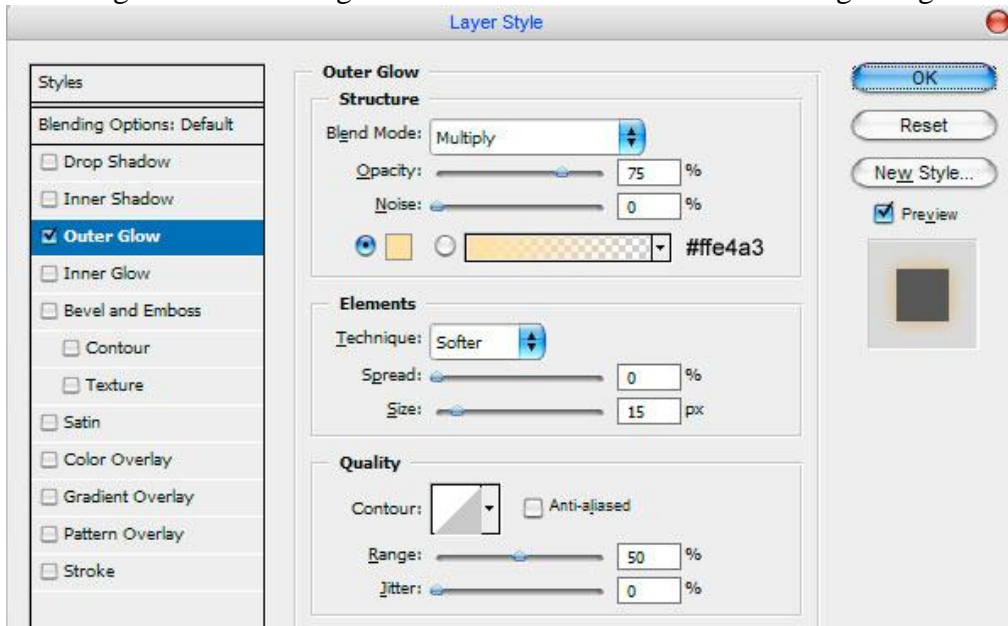 Layer Style
Styles
Blending Options: Default
Drop Shadow
Inner Shadow
Outer Glow
Inner Glow
Bevel and Emboss
Contour
Texture
Satin
Color Overlay
Gradient Overlay
Pattern Overlay
Stroke
Outer Glow
Structure
Blend Mode: Multiply
Opacity: 75 %
Noise: 0 %
#ffe4a3
Elements
Technique: Softer
Spread: 0 %
Size: 15 px
Quality
Contour: Anti-aliased
Range: 50 %
Jitter: 0 %
OK
Reset
New Style...
Preview